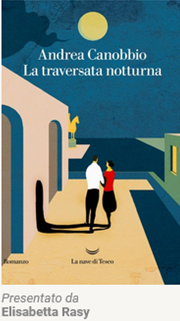 Andrea Canobbio
La traversata notturna
Romanzo
La nave di Teseo
Presentato da
Elisabetta Rasy